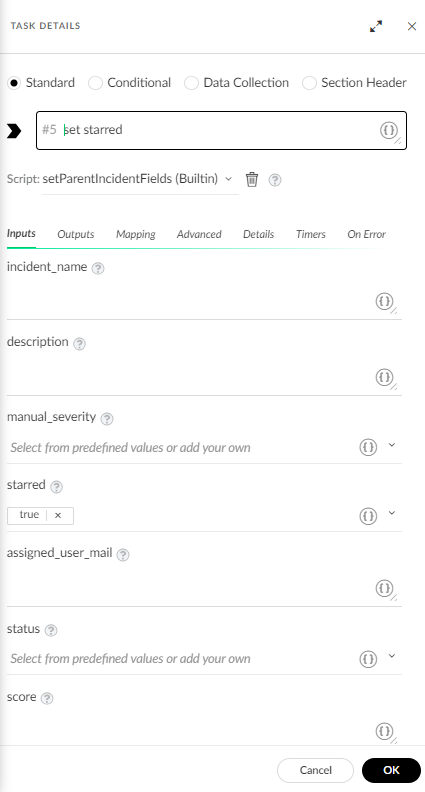 TASK DETAILS
Standard Conditional Data Collection Section Header
#5 set starred
Script: setParentIncidentFields (Builtin)
Inputs Outputs Mapping Advanced Details Timers On Error
incident_name
description
manual_severity
Select from predefined values or add your own
starred
true ×
assigned_user_mail
status
Select from predefined values or add your own
score
Cancel OK